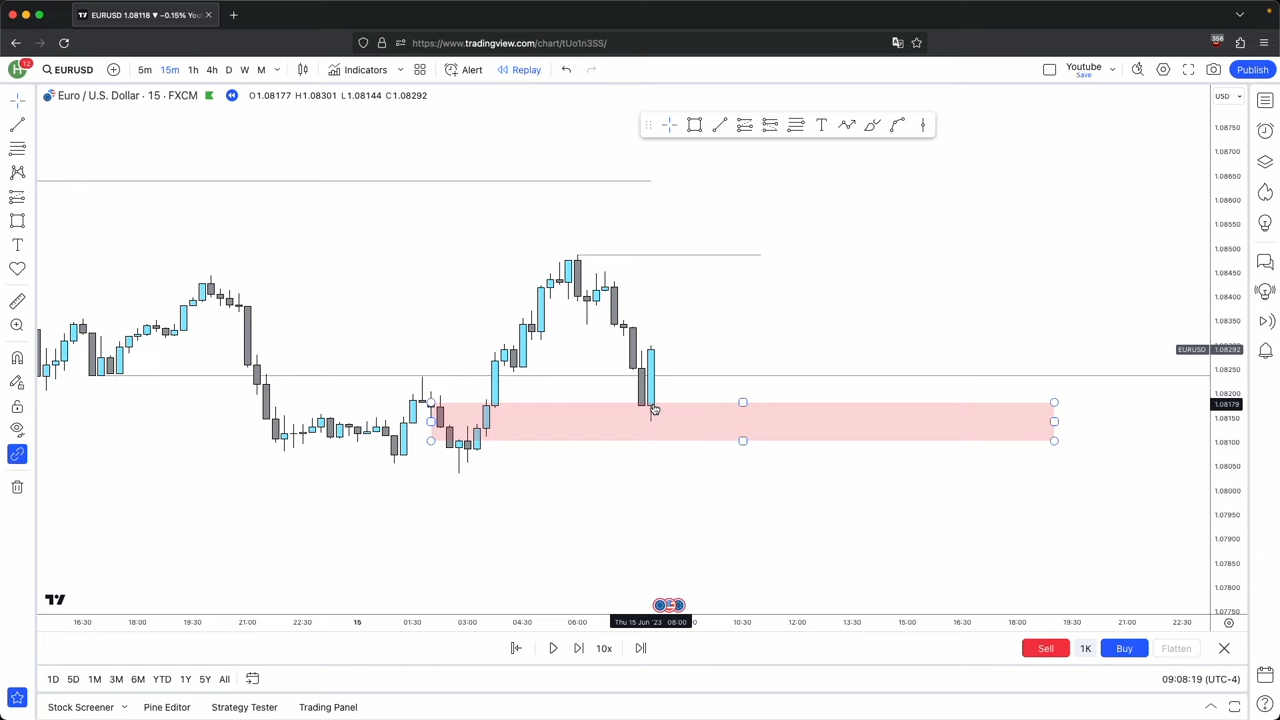 EURUSD 1.08118 ▼ −0.15% You
https://www.tradingview.com/chart/tUo1n3SS/
356
12
EURUSD
5m 15m 1h 4h D W M
Indicators
Alert
Replay
Youtube
Save
Publish
Euro / U.S. Dollar · 15 · FXCM
O1.08177 H1.08301 L1.08144 C1.08292
USD
1.08750
1.08700
1.08650
1.08600
1.08550
1.08500
1.08450
1.08400
1.08350
EURUSD 1.08292
1.08250
1.08200
1.08179
1.08150
1.08100
1.08050
1.08000
1.07950
1.07900
1.07850
1.07800
1.07750
16:30 18:00 19:30 21:00 22:30 15 01:30 03:00 04:30 06:00 Thu 15 Jun '23 08:00 10:30 12:00 13:30 15:00 16:30 18:00 19:30 21:00 22:30
10x
Sell 1K Buy Flatten
1D 5D 1M 3M 6M YTD 1Y 5Y All
09:08:19 (UTC-4)
Stock Screener Pine Editor Strategy Tester Trading Panel